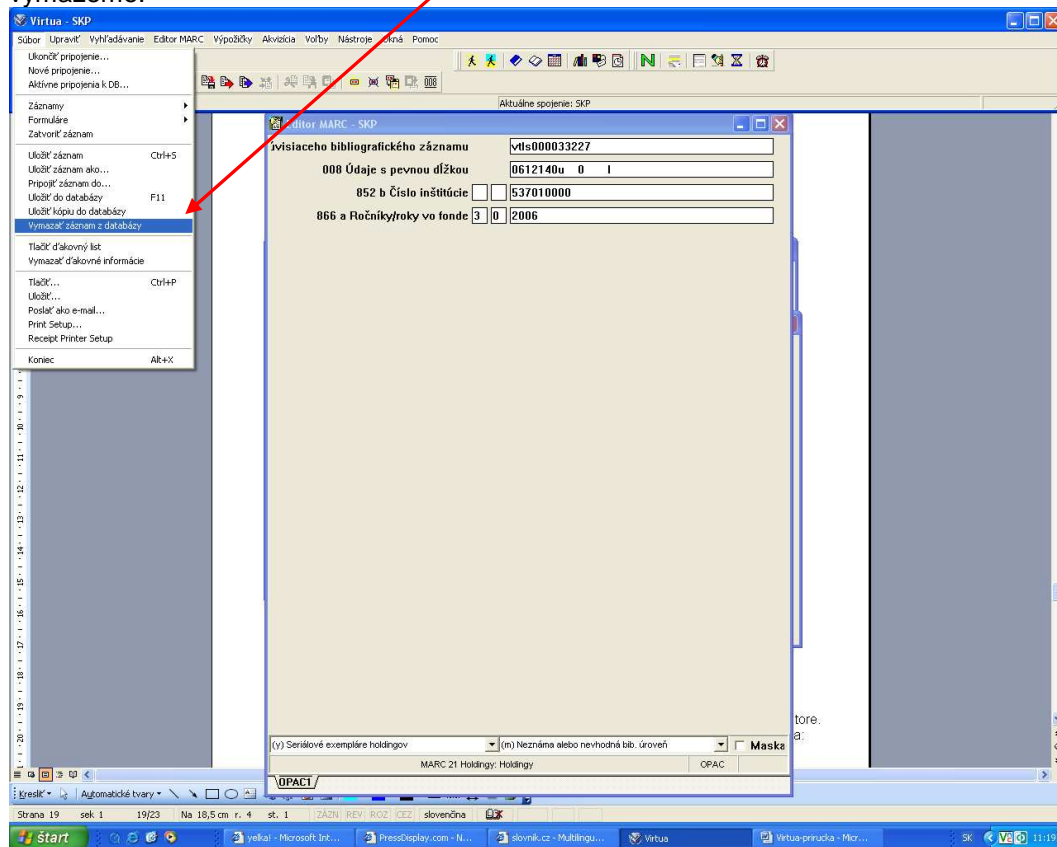 vymažeme.
Virtua - SKP
Súbor Upraviť Vyhľadávanie Editor MARC Výpožičky Akvizícia Voľby Nástroje Okná Pomoc
Ukončiť pripojenie...
Nové pripojenie...
Aktívne pripojenia k DB...
Aktuálne spojenie: SKP
Záznamy
Formuláre
Zatvoriť záznam
Uložiť záznam Ctrl+S
Uložiť záznam ako...
Pripojiť záznam do...
Uložiť do databázy F11
Uložiť kópiu do databázy
Vymazať záznam z databázy
Tlačiť ďakovný list
Vymazať ďakovné informácie
Tlačiť... Ctrl+P
Uložiť...
Poslať ako e-mail...
Print Setup...
Receipt Printer Setup
Koniec Alt+X
Editor MARC - SKP
visiaceho bibliografického záznamu vtls000033227
008 Údaje s pevnou dĺžkou 0612140u 0 l
852 b Číslo inštitúcie 537010000
866 a Ročníky/roky vo fonde 3 0 2006
tore.
a:
(y) Seriálové exempláre holdingov (m) Neznáma alebo nevhodná bib. úroveň Maska
MARC 21 Holdingy: Holdingy OPAC
OPAC1
Kresliť Automatické tvary
Strana 19 sek 1 19/23 Na 18,5 cm r. 4 st. 1 ZÁZN REV ROZ CEZ slovenčina
Štart yelka! - Microsoft Int... PressDisplay.com - N... slovnik.cz - Multilingu... Virtua Virtua-prirucka - Micr... SK 11:19